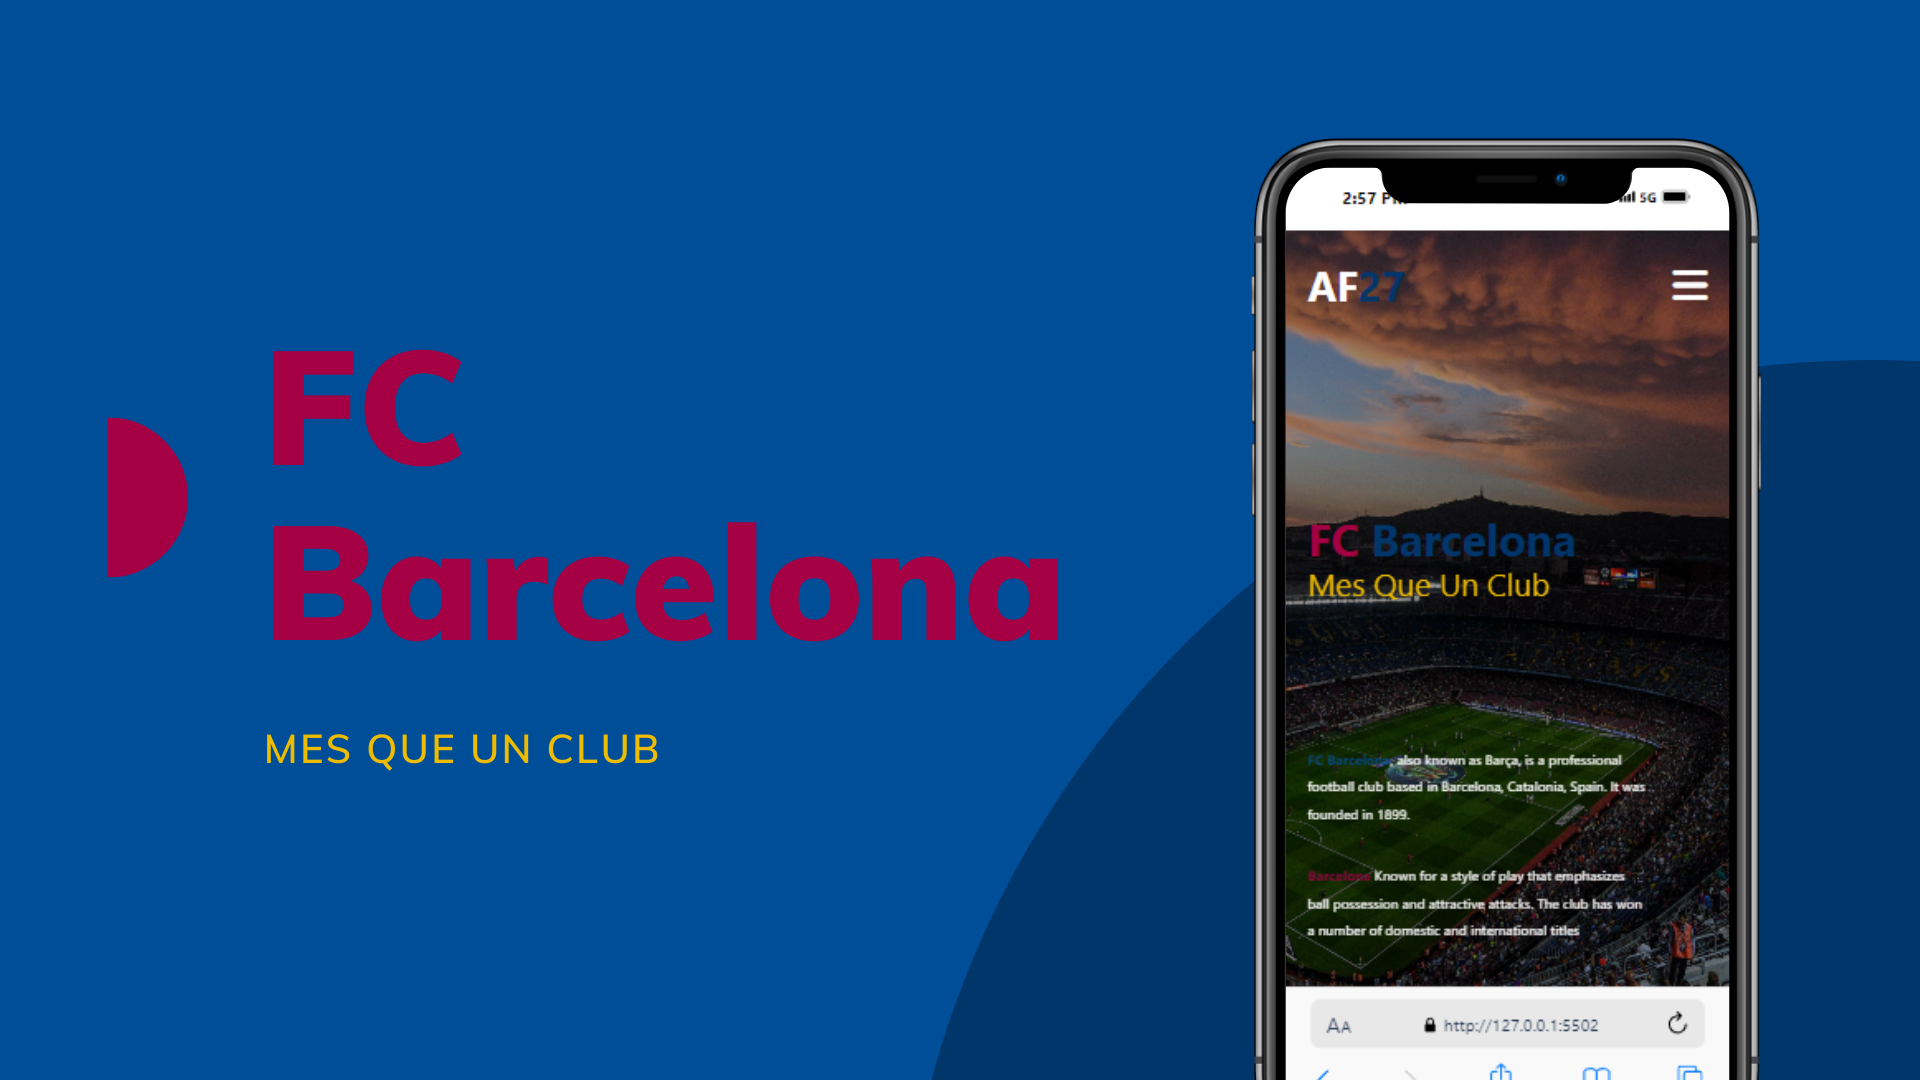 FC
Barcelona
MES QUE UN CLUB
2:57
5G
AF27
FC Barcelona
Mes Que Un Club
FC Barcelona, also known as Barça, is a professional
football club based in Barcelona, Catalonia, Spain. It was
founded in 1899.
Barcelona Known for a style of play that emphasizes
ball possession and attractive attacks. The club has won
a number of domestic and international titles
AA
http://127.0.0.1:5502